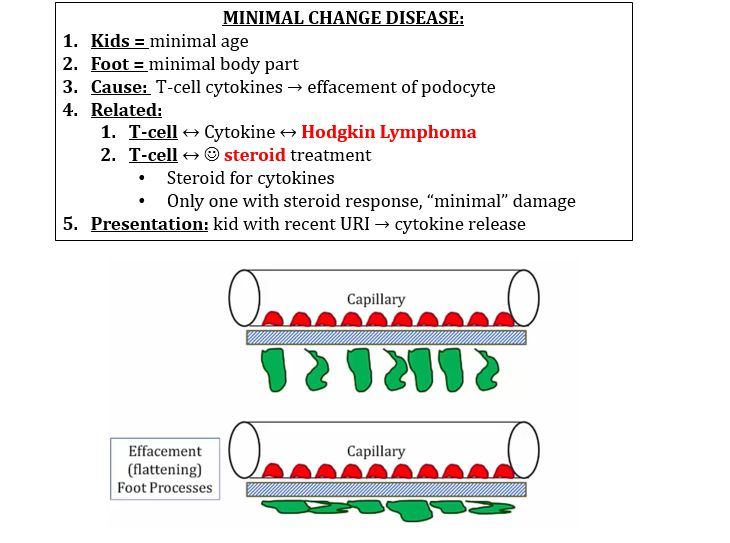 MINIMAL CHANGE DISEASE:
1. Kids = minimal age
2. Foot = minimal body part
3. Cause: T-cell cytokines → effacement of podocyte
4. Related:
1. T-cell ↔ Cytokine ↔ Hodgkin Lymphoma
2. T-cell ↔ ☺ steroid treatment
• Steroid for cytokines
• Only one with steroid response, “minimal” damage
5. Presentation: kid with recent URI → cytokine release
Capillary
Effacement
(flattening)
Foot Processes
Capillary